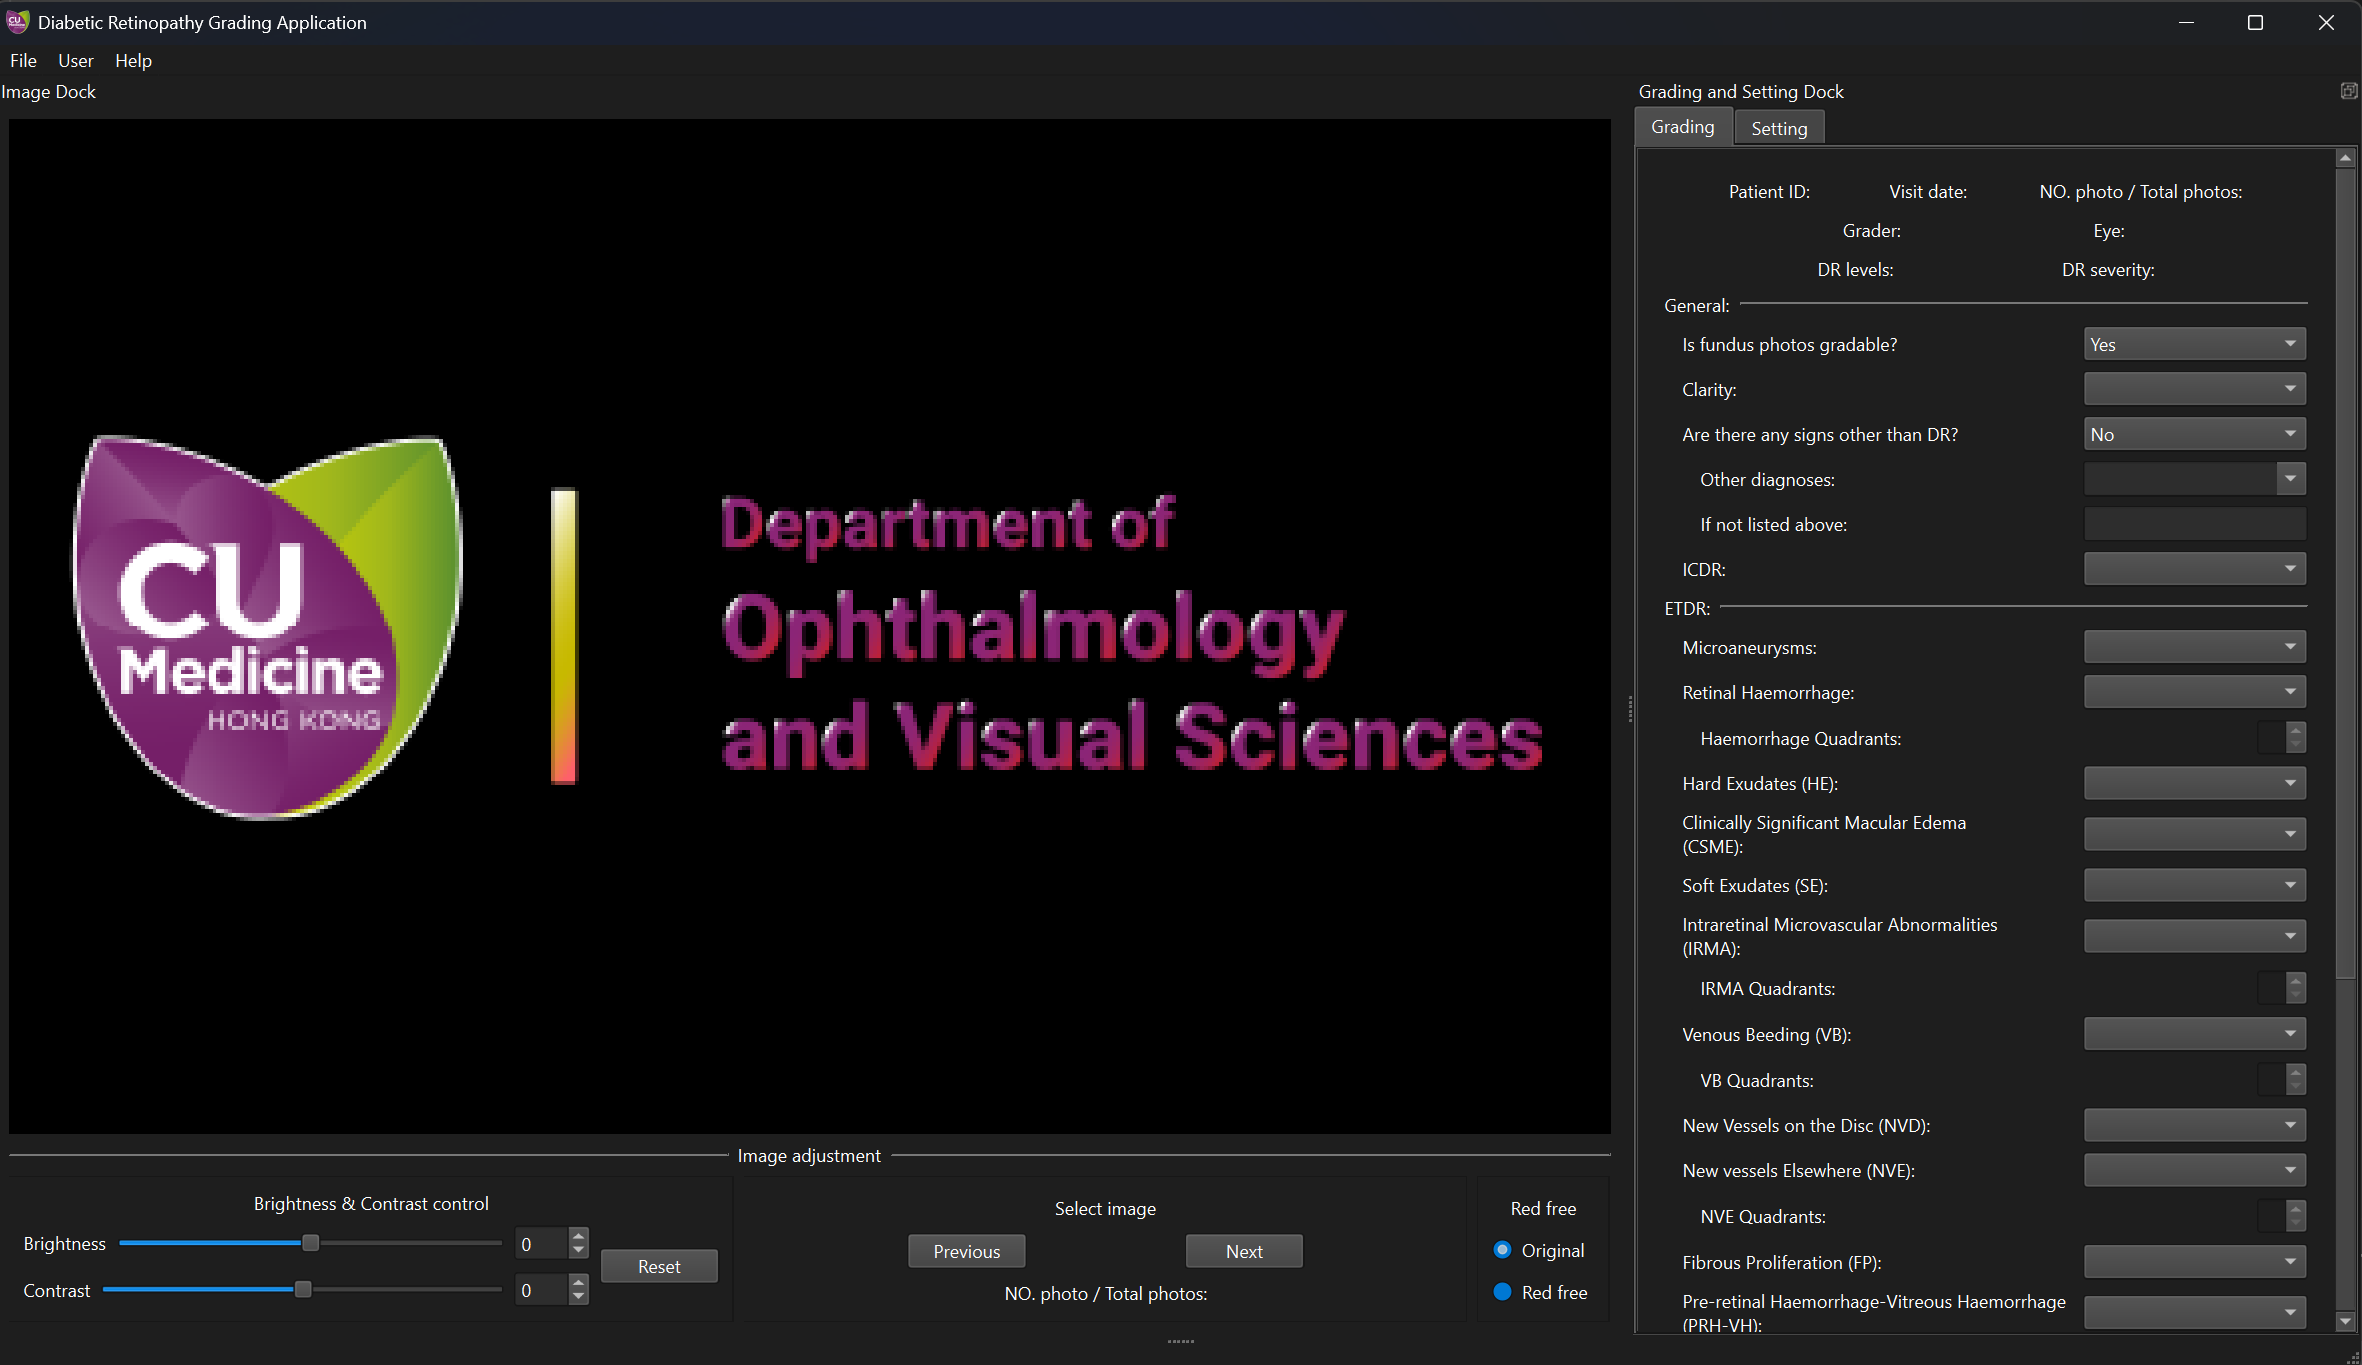 Diabetic Retinopathy Grading Application
File User Help
Image Dock
CU
Medicine
HONG KONG
Department of
Ophthalmology
and Visual Sciences
Image adjustment
Brightness & Contrast control
Brightness 0
Contrast 0
Reset
Select image
Previous Next
NO. photo / Total photos:
Red free
Original
Red free
Grading and Setting Dock
Grading Setting
Patient ID: Visit date: NO. photo / Total photos:
Grader: Eye:
DR levels: DR severity:
General:
Is fundus photos gradable? Yes
Clarity:
Are there any signs other than DR? No
Other diagnoses:
If not listed above:
ICDR:
ETDR:
Microaneurysms:
Retinal Haemorrhage:
Haemorrhage Quadrants:
Hard Exudates (HE):
Clinically Significant Macular Edema
(CSME):
Soft Exudates (SE):
Intraretinal Microvascular Abnormalities
(IRMA):
IRMA Quadrants:
Venous Beeding (VB):
VB Quadrants:
New Vessels on the Disc (NVD):
New vessels Elsewhere (NVE):
NVE Quadrants:
Fibrous Proliferation (FP):
Pre-retinal Haemorrhage-Vitreous Haemorrhage
(PRH-VH):